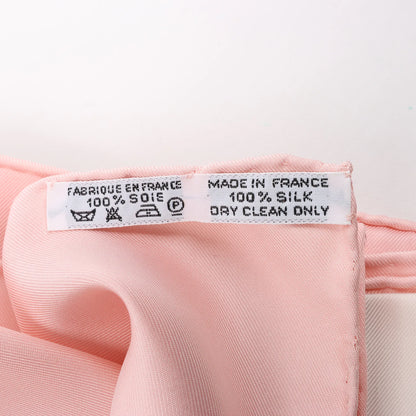 FABRIQUE EN FRANCE
100% SOIE
P
MADE IN FRANCE
100% SILK
DRY CLEAN ONLY